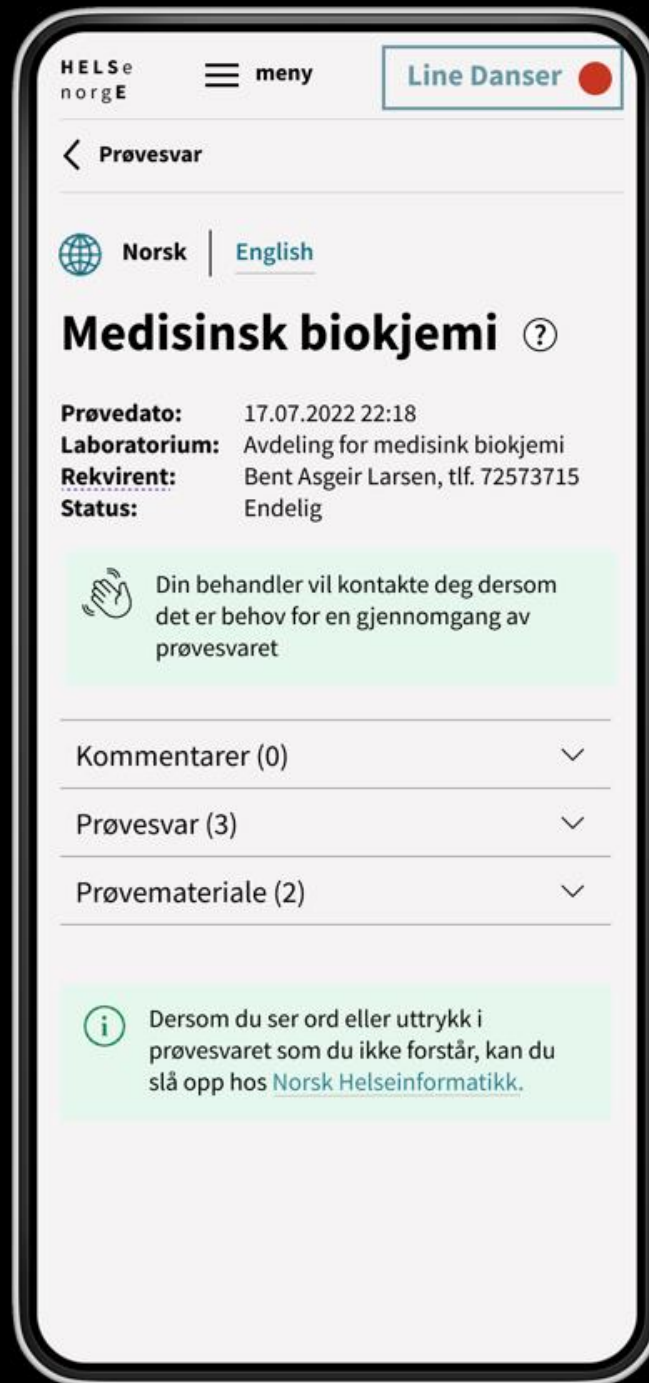 HELSe
norgE
meny
Line Danser
Prøvesvar
Norsk
English
Medisinsk biokjemi ?
Prøvedato: 17.07.2022 22:18
Laboratorium: Avdeling for medisink biokjemi
Rekvirent: Bent Asgeir Larsen, tlf. 72573715
Status: Endelig
Din behandler vil kontakte deg dersom
det er behov for en gjennomgang av
prøvesvaret
Kommentarer (0)
Prøvesvar (3)
Prøvemateriale (2)
i
Dersom du ser ord eller uttrykk i
prøvesvaret som du ikke forstår, kan du
slå opp hos Norsk Helseinformatikk.